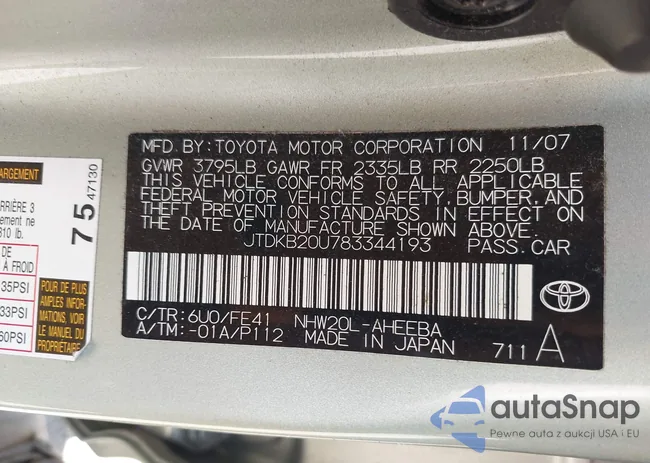 MFD. BY: TOYOTA MOTOR CORPORATION 11/07
GVWR 3795LB GAWR FR 2335LB RR 2250LB
THIS VEHICLE CONFORMS TO ALL APPLICABLE
FEDERAL MOTOR VEHICLE SAFETY, BUMPER, AND
THEFT PREVENTION STANDARDS IN EFFECT ON
THE DATE OF MANUFACTURE SHOWN ABOVE.
JTDKB20U783344193 PASS.CAR
C/TR: 6U0/FE41 NHW20L-AHEEBA
A/TM: -01A/P112 MADE IN JAPAN 711 A
ARGEMENT
75 47130
ARRIÈRE 3
ement ne
310 lb.
DE
À FROID
35PSI
33PSI
60PSI
POUR DE PLUS
AMPLES INFOR-
MATIONS, VOIR
LE MANUEL DU
PROPRIÉTAIRE
autaSnap
Pewne auta z aukcji USA i EU